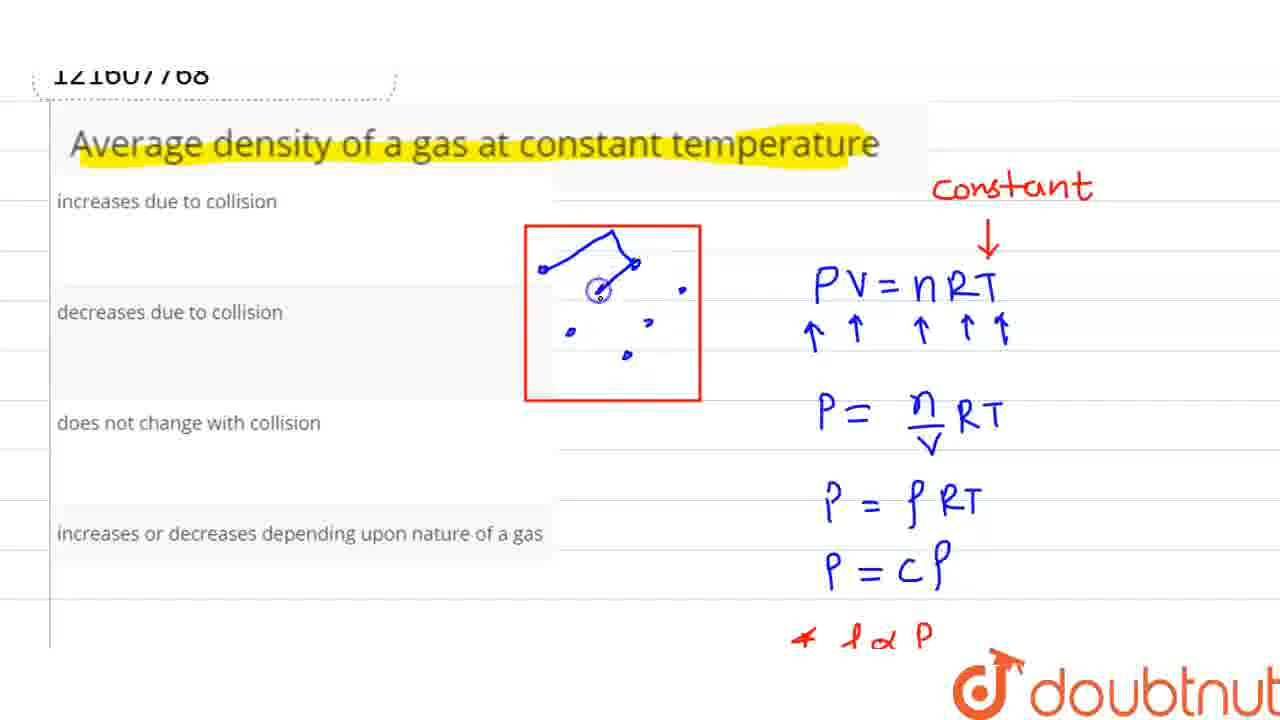 121607768
Average density of a gas at constant temperature
increases due to collision
decreases due to collision
does not change with collision
increases or decreases depending upon nature of a gas
constant
PV = nRT
P = n/V RT
P = ρRT
P = cρ
* ρ ∝ P
doubtnut